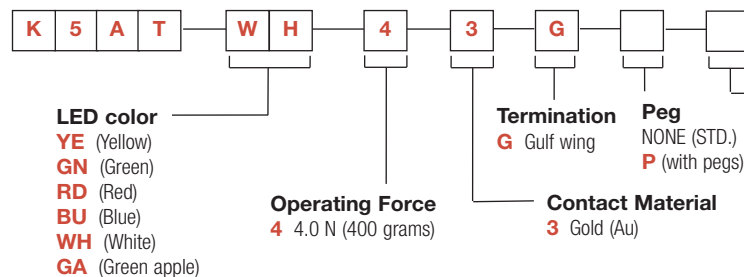 K 5 A T W H 4 3 G
LED color
YE (Yellow)
GN (Green)
RD (Red)
BU (Blue)
WH (White)
GA (Green apple)
Operating Force
4 4.0 N (400 grams)
Termination
G Gulf wing
Contact Material
3 Gold (Au)
Peg
NONE (STD.)
P (with pegs)